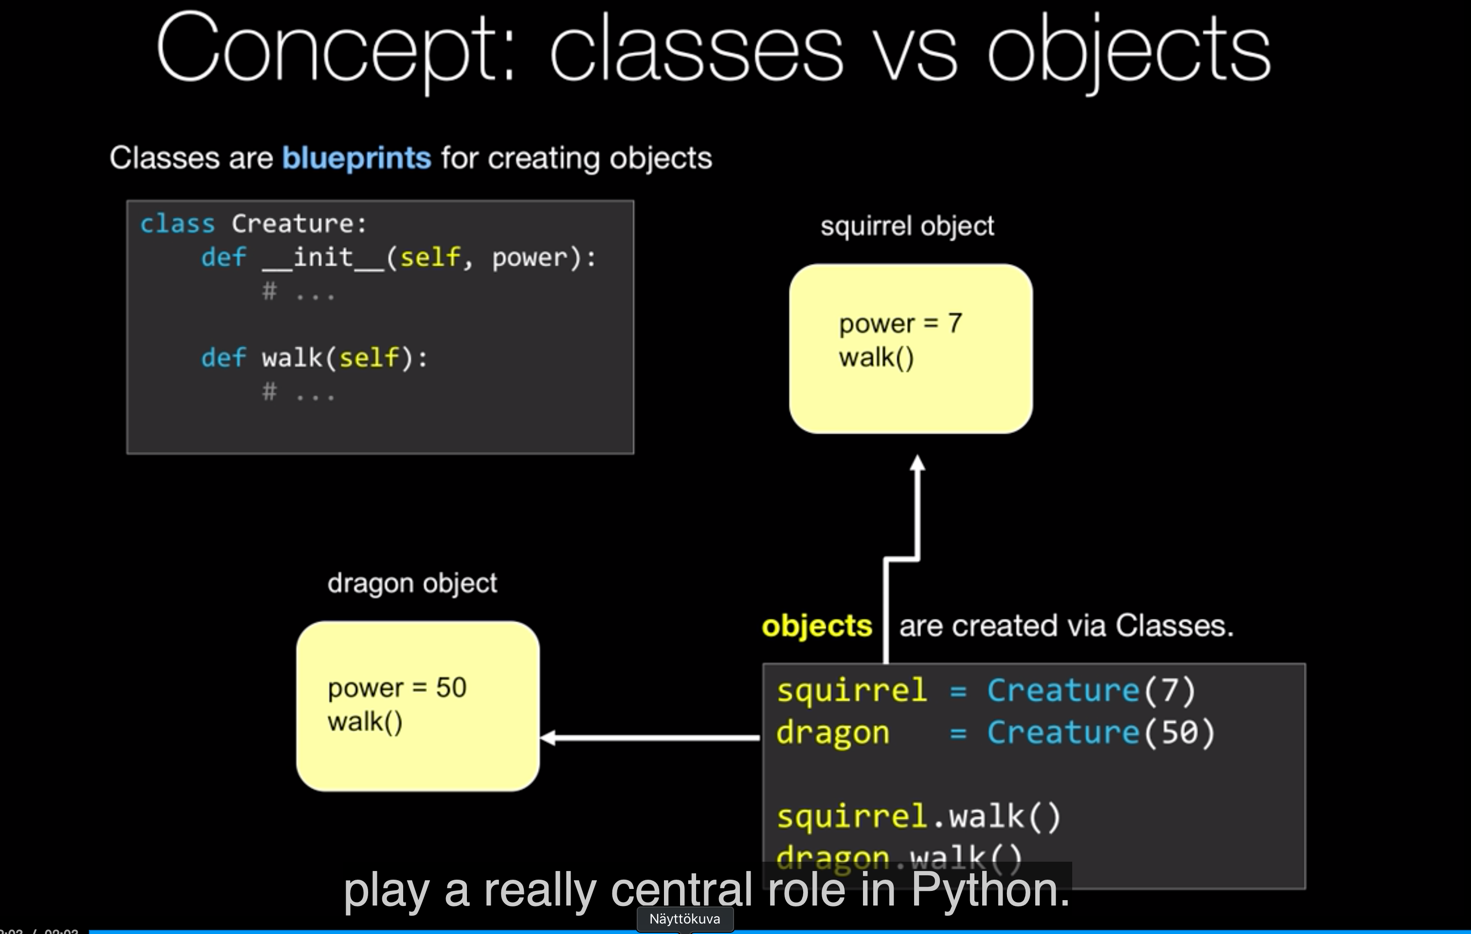 Concept: classes vs objects
Classes are blueprints for creating objects
class Creature:
def __init__(self, power):
# ...
def walk(self):
# ...
squirrel object
power = 7
walk()
dragon object
power = 50
walk()
objects are created via Classes.
squirrel = Creature(7)
dragon = Creature(50)
squirrel.walk()
dragon.walk()
play a really central role in Python.
Näyttökuva